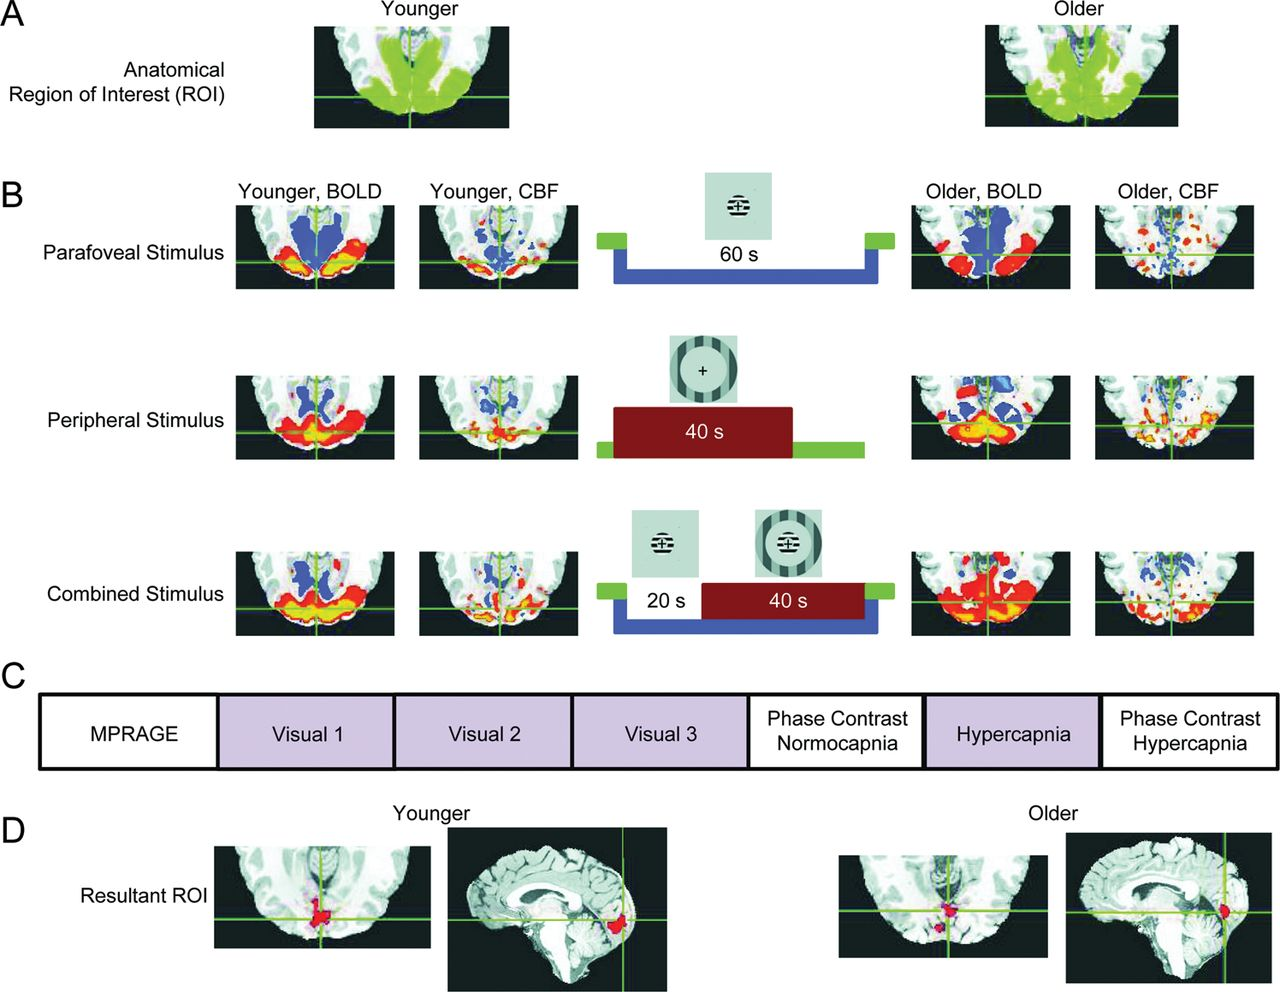 A
Younger
Older
Anatomical
Region of Interest (ROI)
B
Younger, BOLD
Younger, CBF
Older, BOLD
Older, CBF
Parafoveal Stimulus
60 s
Peripheral Stimulus
40 s
Combined Stimulus
20 s
40 s
C
MPRAGE
Visual 1
Visual 2
Visual 3
Phase Contrast
Normocapnia
Hypercapnia
Phase Contrast
Hypercapnia
D
Younger
Older
Resultant ROI